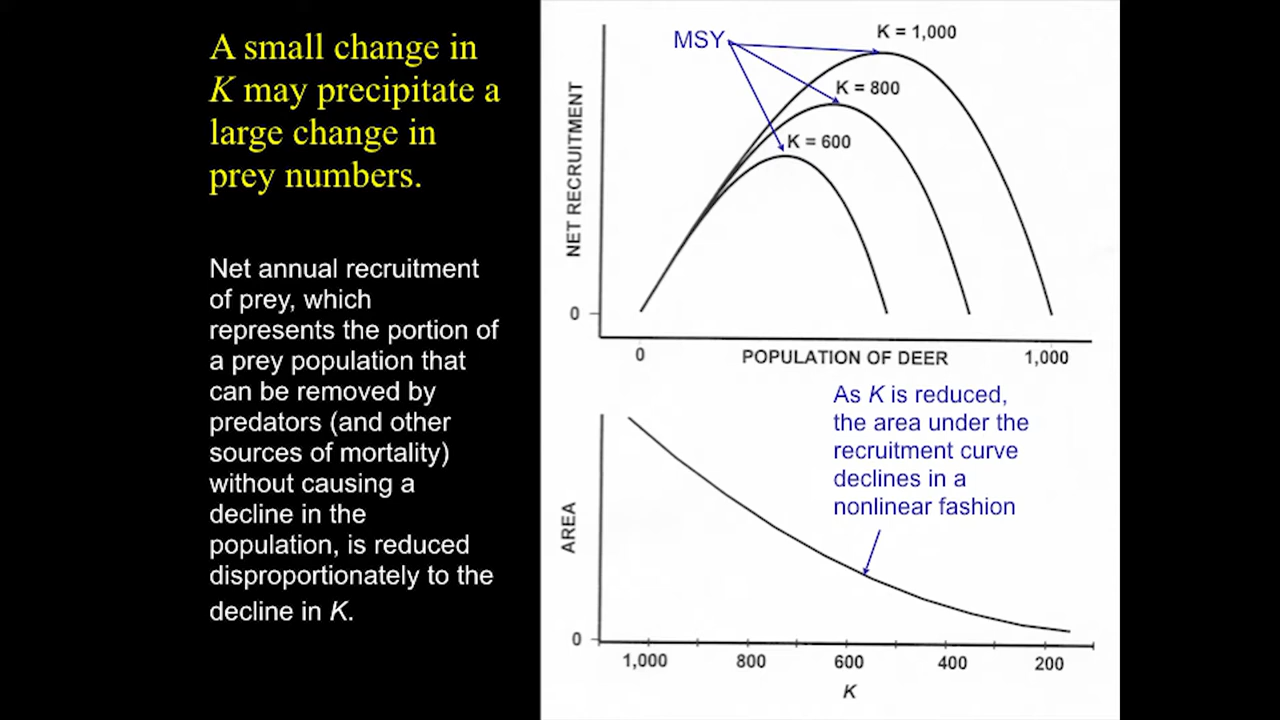 A small change in
K may precipitate a
large change in
prey numbers.
Net annual recruitment
of prey, which
represents the portion of
a prey population that
can be removed by
predators (and other
sources of mortality)
without causing a
decline in the
population, is reduced
disproportionately to the
decline in K.
MSY
K = 1,000
K = 800
K = 600
NET RECRUITMENT
0
0
POPULATION OF DEER
1,000
As K is reduced,
the area under the
recruitment curve
declines in a
nonlinear fashion
AREA
0
1,000
800
600
400
200
K